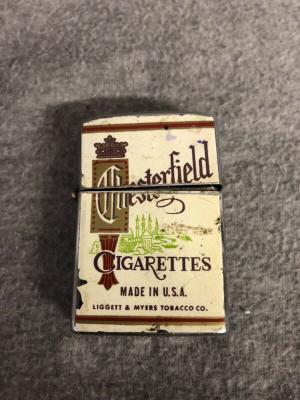 Chesterfield
CIGARETTES
MADE IN U.S.A.
LIGGETT & MYERS TOBACCO CO.